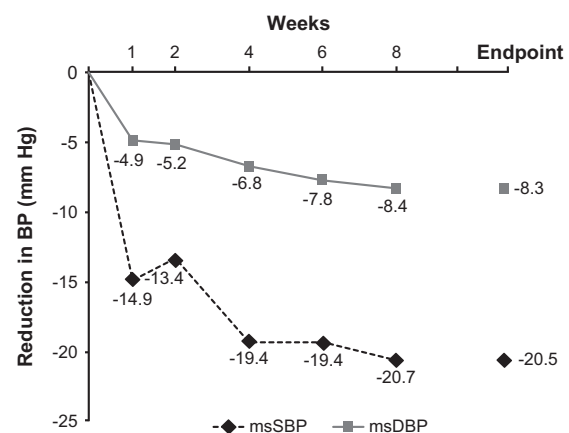 Weeks
1 2 4 6 8 Endpoint
Reduction in BP (mm Hg)
0
-5
-10
-15
-20
-25
-4.9 -5.2 -6.8 -7.8 -8.4 -8.3
-14.9 -13.4 -19.4 -19.4 -20.7 -20.5
msSBP msDBP